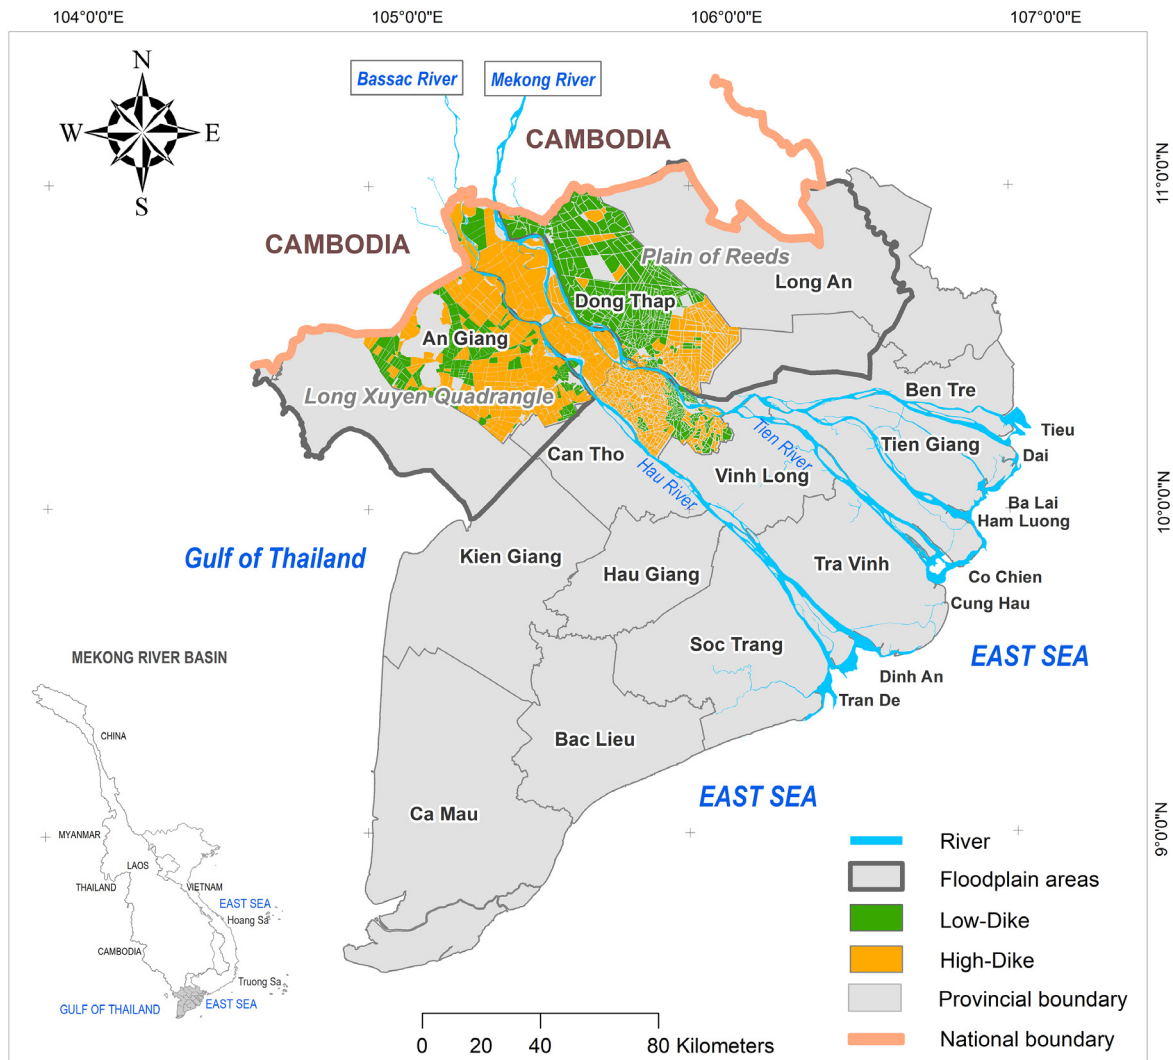 104°0'0"E
105°0'0"E
106°0'0"E
107°0'0"E
N
W
E
S
Bassac River
Mekong River
CAMBODIA
CAMBODIA
11°0'0"N
Plain of Reeds
Long An
Dong Thap
An Giang
Long Xuyen Quadrangle
Ben Tre
Tieu
Tien River
Tien Giang
Dai
Can Tho
Hau River
Vinh Long
Ba Lai
Ham Luong
10°0'0"N
Gulf of Thailand
Kien Giang
Hau Giang
Tra Vinh
Co Chien
Cung Hau
Soc Trang
EAST SEA
Dinh An
Tran De
MEKONG RIVER BASIN
CHINA
Bac Lieu
EAST SEA
Ca Mau
9°0'0"N
MYANMAR
LAOS
THAILAND
VIETNAM
EAST SEA
Hoang Sa
CAMBODIA
Truong Sa
GULF OF THAILAND
EAST SEA
River
Floodplain areas
Low-Dike
High-Dike
Provincial boundary
National boundary
0 20 40 80 Kilometers